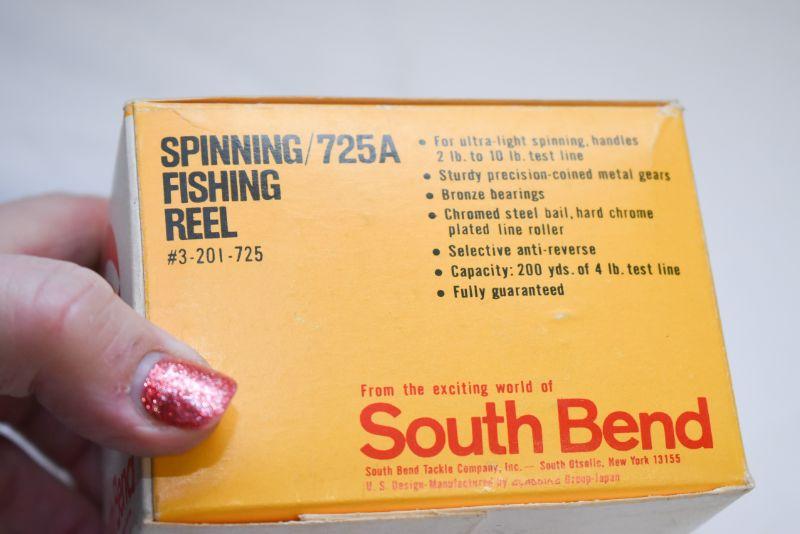 SPINNING/725A
FISHING
REEL
#3-201-725
• For ultra-light spinning, handles
2 lb. to 10 lb. test line
• Sturdy precision-coined metal gears
• Bronze bearings
• Chromed steel bail, hard chrome
plated line roller
• Selective anti-reverse
• Capacity: 200 yds. of 4 lb. test line
• Fully guaranteed
From the exciting world of
South Bend
South Bend Tackle Company, Inc. — South Otselic, New York 13155
U. S. Design-Manufactured by Group-Japan
Bend